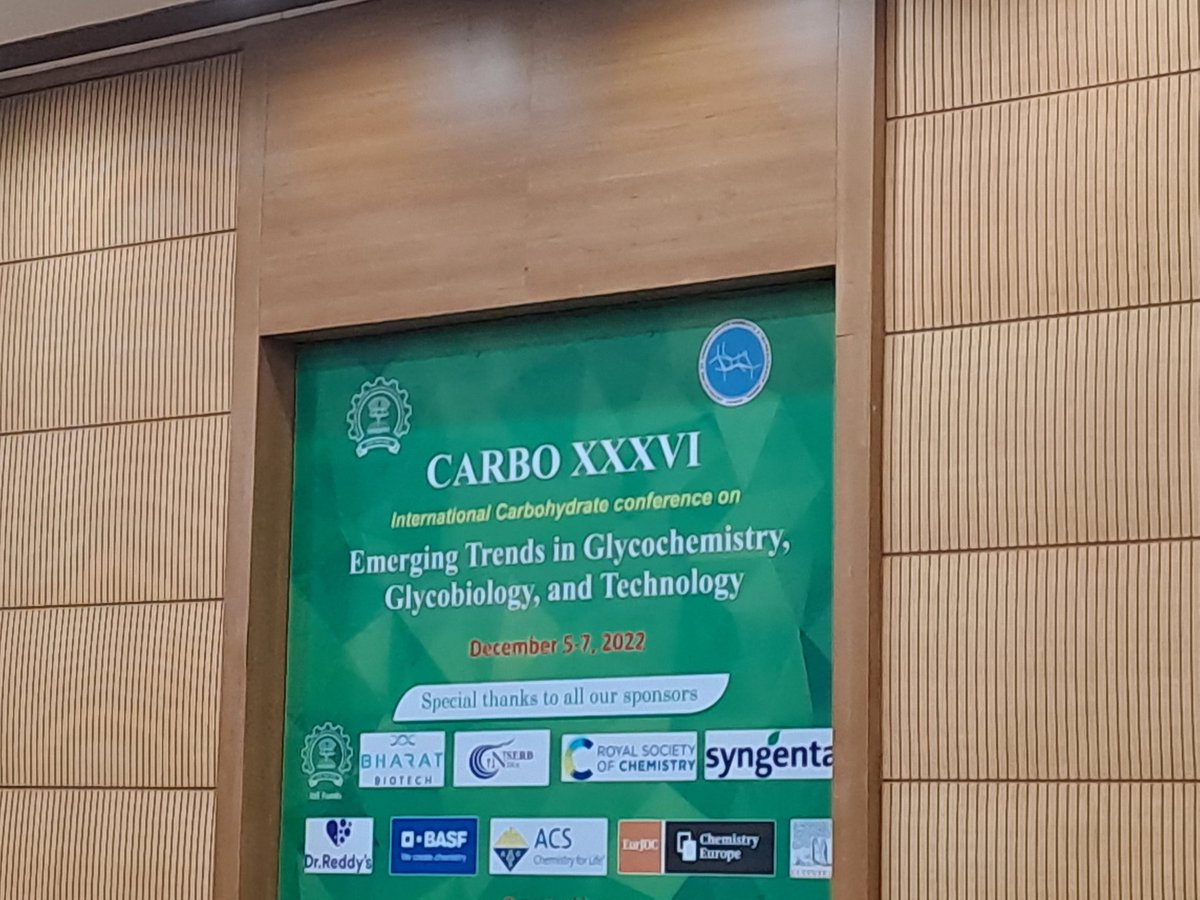 CARBO XXXVI
International Carbohydrate conference on
Emerging Trends in Glycochemistry,
Glycobiology, and Technology
December 5-7, 2022
Special thanks to all our sponsors
BHARAT
BIOTECH
SERB
ROYAL SOCIETY
OF CHEMISTRY
syngenta
Dr.Reddy's
BASF
We create chemistry
ACS
Chemistry for Life®
EurJOC
Chemistry
Europe